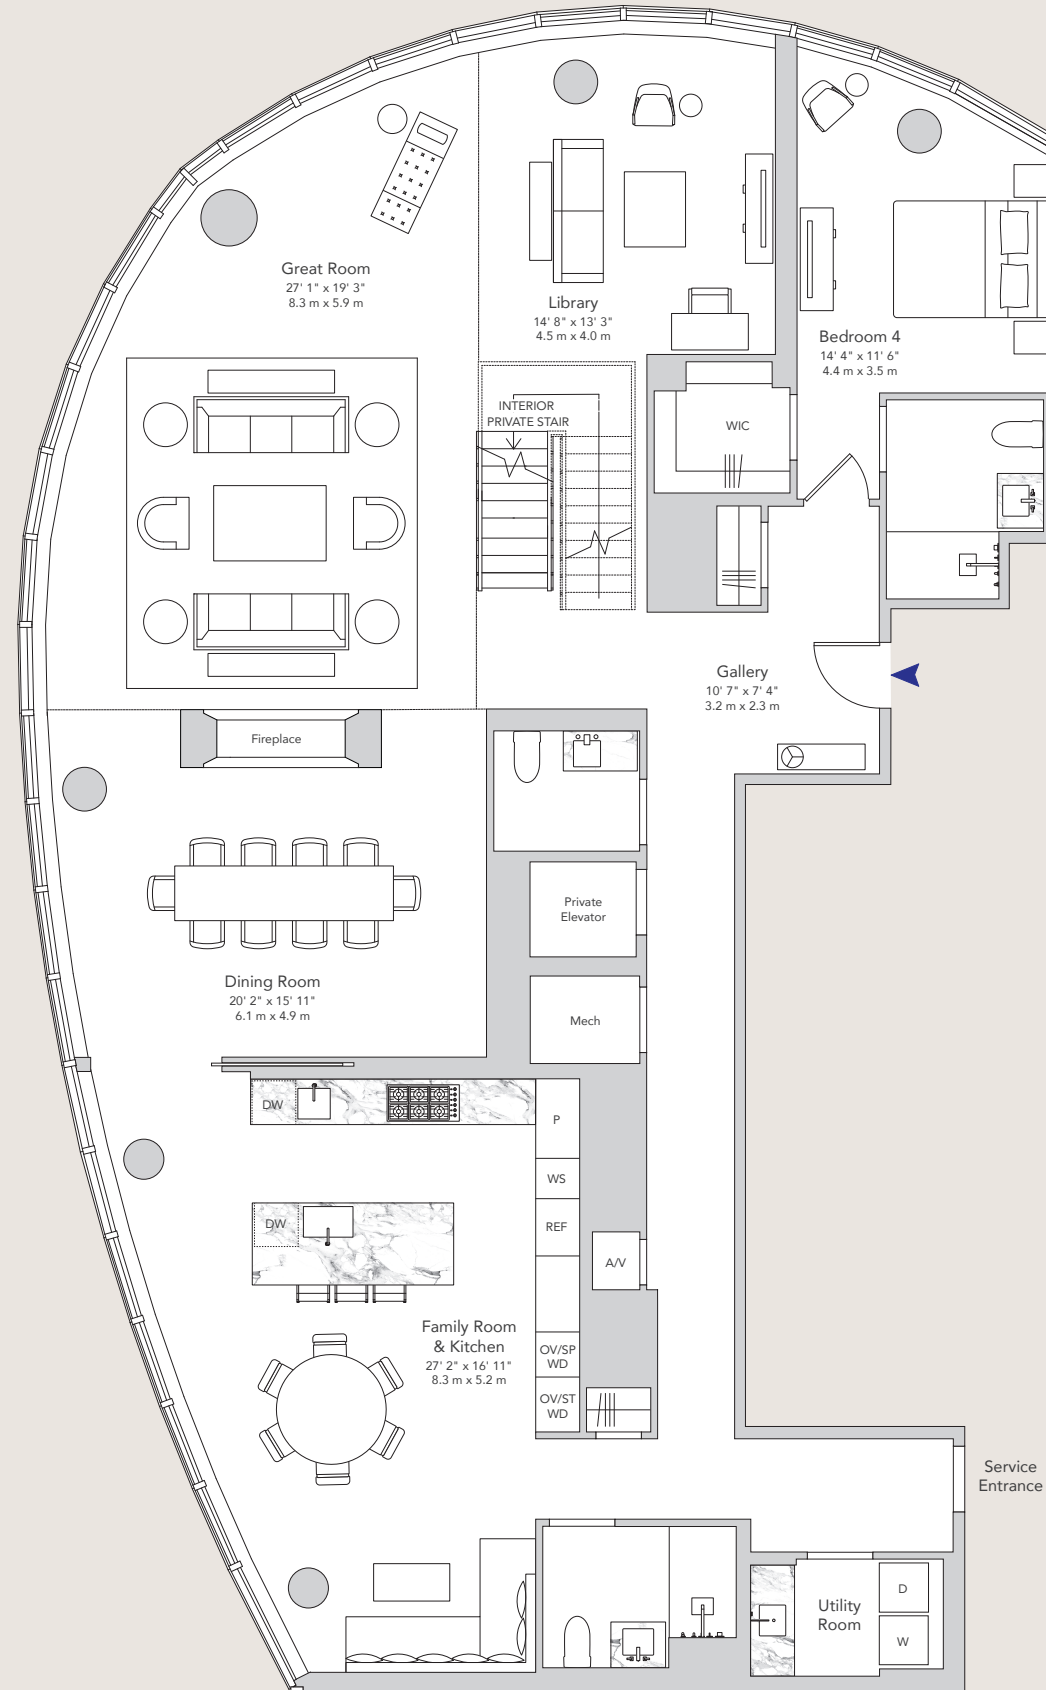 Great Room
27' 1" x 19' 3"
8.3 m x 5.9 m
Library
14' 8" x 13' 3"
4.5 m x 4.0 m
Bedroom 4
14' 4" x 11' 6"
4.4 m x 3.5 m
INTERIOR
PRIVATE STAIR
WIC
Gallery
10' 7" x 7' 4"
3.2 m x 2.3 m
Fireplace
Private
Elevator
Dining Room
20' 2" x 15' 11"
6.1 m x 4.9 m
Mech
DW
P
WS
DW
REF
A/V
Family Room
& Kitchen
27' 2" x 16' 11"
8.3 m x 5.2 m
OV/SP
WD
OV/ST
WD
Service
Entrance
Utility
Room
D
W